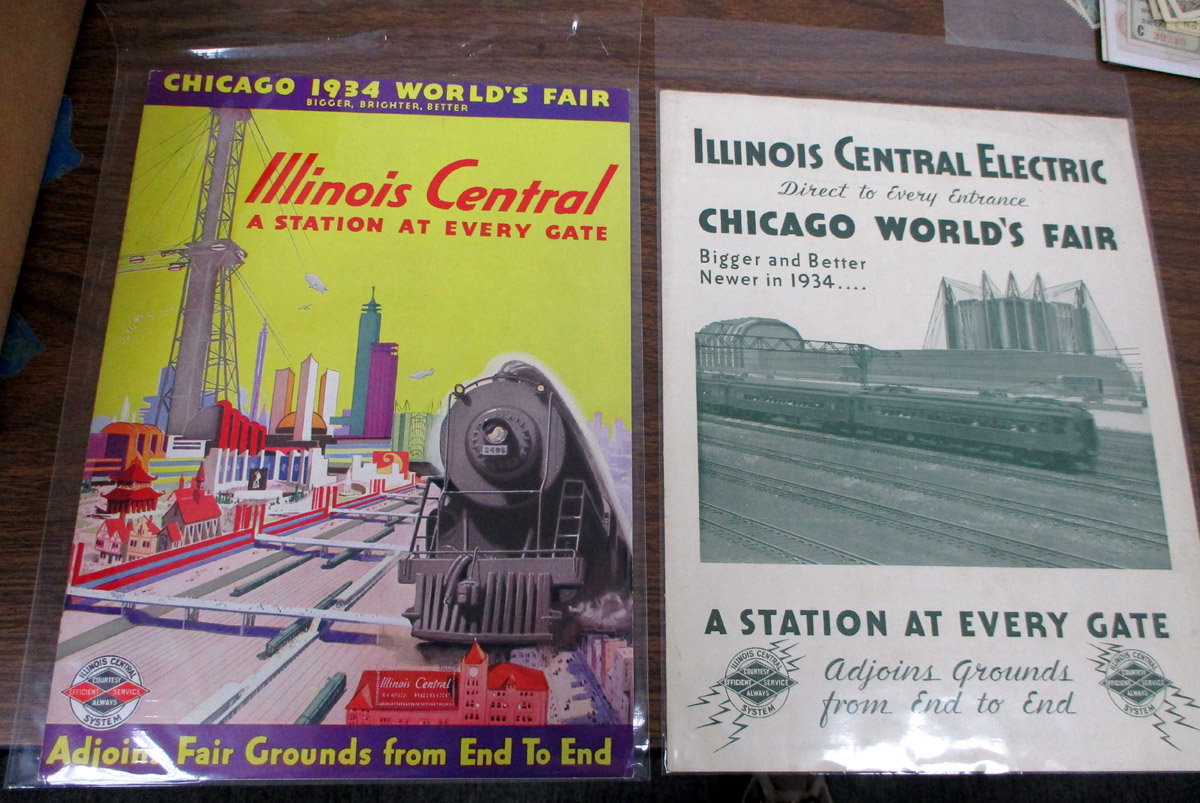 CHICAGO 1934 WORLD'S FAIR
BIGGER, BRIGHTER, BETTER
Illinois Central
A STATION AT EVERY GATE
Illinois Central
ILLINOIS CENTRAL
COURTESY
EFFICIENT SERVICE
ALWAYS
SYSTEM
Adjoins Fair Grounds from End To End
ILLINOIS CENTRAL ELECTRIC
Direct to Every Entrance
CHICAGO WORLD'S FAIR
Bigger and Better
Newer in 1934....
A STATION AT EVERY GATE
ILLINOIS CENTRAL
COURTESY
EFFICIENT SERVICE
ALWAYS
SYSTEM
Adjoins Grounds
from End to End
ILLINOIS CENTRAL
COURTESY
EFFICIENT SERVICE
ALWAYS
SYSTEM